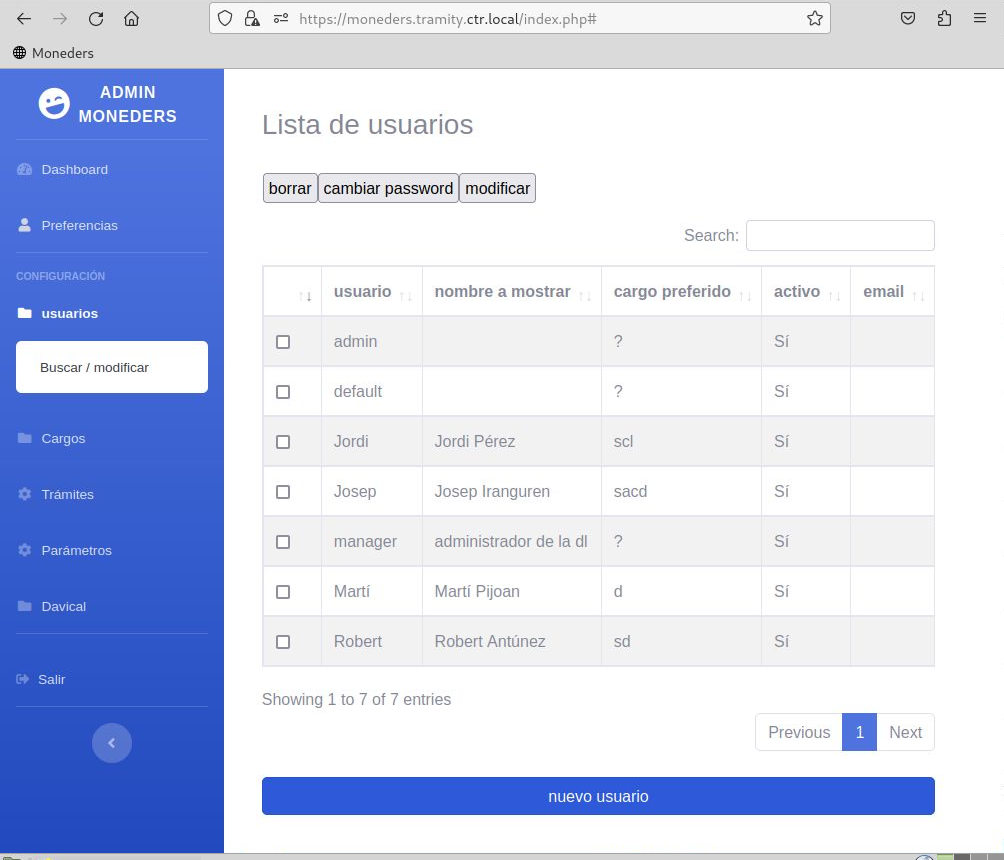 https://moneders.tramity.ctr.local/index.php#
Moneders
ADMIN
MONEDERS
Dashboard
Preferencias
CONFIGURACIÓN
usuarios
Buscar / modificar
Cargos
Trámites
Parámetros
Davical
Salir
Lista de usuarios
borrar cambiar password modificar
Search:
usuario nombre a mostrar cargo preferido activo email
admin ? Sí
default ? Sí
Jordi Jordi Pérez scl Sí
Josep Josep Iranguren sacd Sí
manager administrador de la dl ? Sí
Martí Martí Pijoan d Sí
Robert Robert Antúnez sd Sí
Showing 1 to 7 of 7 entries
Previous 1 Next
nuevo usuario